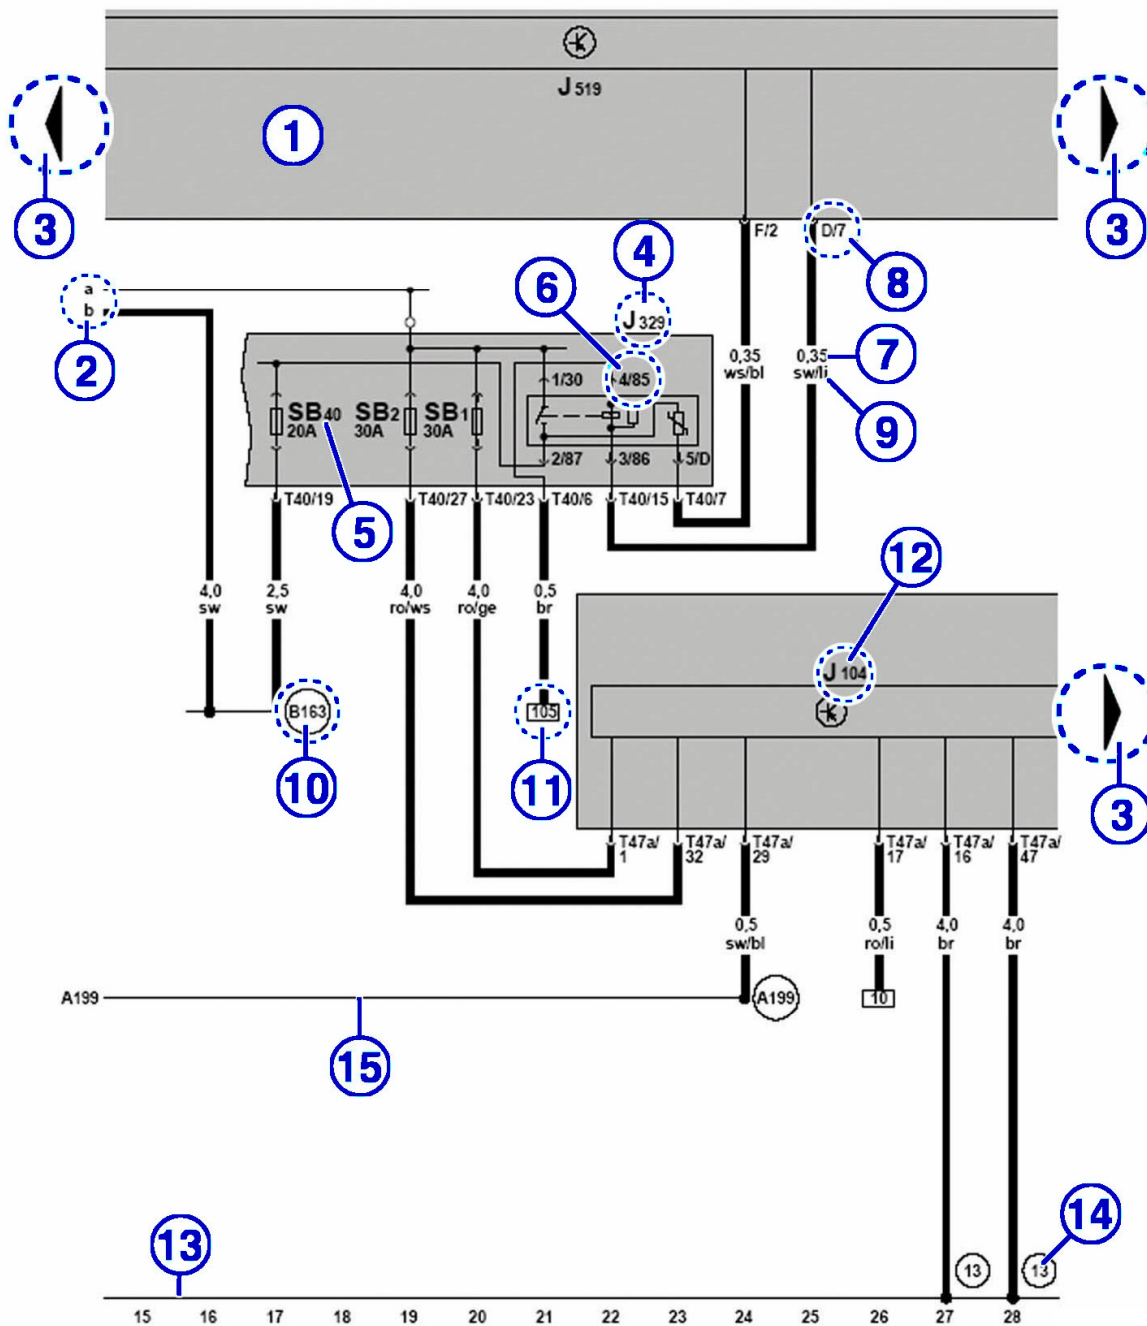 J 519
1
3
3
F/2
D/7
8
4
6
a
b
2
J 329
0,35
ws/bl
0,35
sw/li
7
9
1/30
4/85
SB40
20A
SB2
30A
SB1
30A
2/87
3/86
5/D
T40/19
T40/27
T40/23
T40/6
T40/15
T40/7
5
12
4,0
sw
2,5
sw
4,0
ro/ws
4,0
ro/ge
0,5
br
J 104
B163
105
10
11
3
T47a/
1
T47a/
32
T47a/
29
T47a/
17
T47a/
16
T47a/
47
0,5
sw/bl
0,5
ro/li
4,0
br
4,0
br
A199
A199
10
15
13
14
13
13
15 16 17 18 19 20 21 22 23 24 25 26 27 28